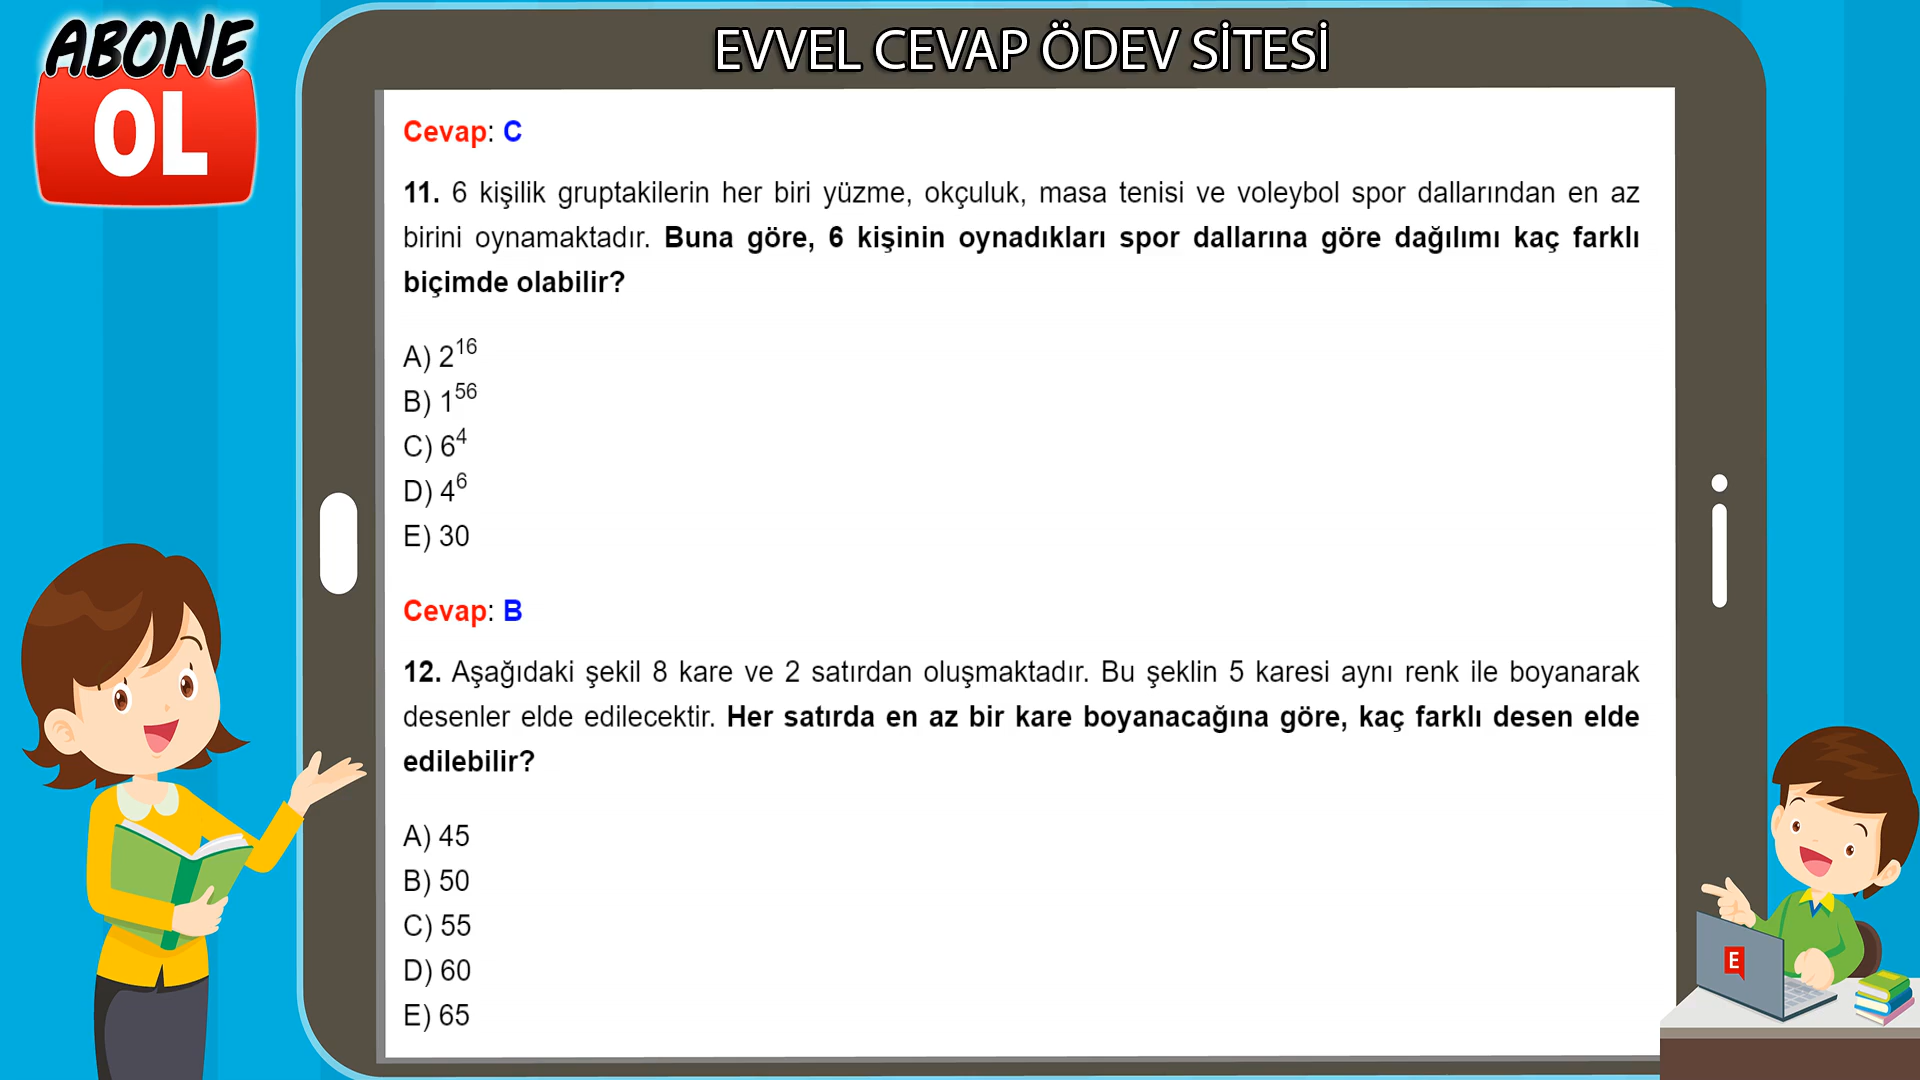 ABONE
OL
EVVEL CEVAP ÖDEV SİTESİ
Cevap: C
11. 6 kişilik gruptakilerin her biri yüzme, okçuluk, masa tenisi ve voleybol spor dallarından en az
birini oynamaktadır. Buna göre, 6 kişinin oynadıkları spor dallarına göre dağılımı kaç farklı
biçimde olabilir?
A) 2^16
B) 1^56
C) 6^4
D) 4^6
E) 30
Cevap: B
12. Aşağıdaki şekil 8 kare ve 2 satırdan oluşmaktadır. Bu şeklin 5 karesi aynı renk ile boyanarak
desenler elde edilecektir. Her satırda en az bir kare boyanacağına göre, kaç farklı desen elde
edilebilir?
A) 45
B) 50
C) 55
D) 60
E) 65
E